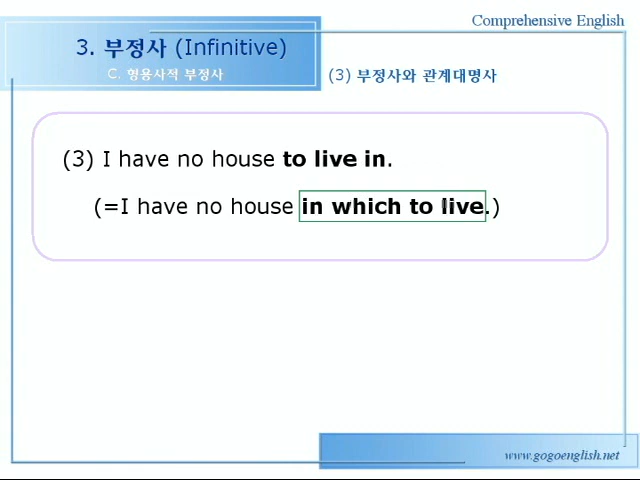 Comprehensive English
3. 부정사 (Infinitive)
C. 형용사적 부정사
(3) 부정사와 관계대명사
(3) I have no house to live in.
(=I have no house in which to live.)
www.gogoenglish.net